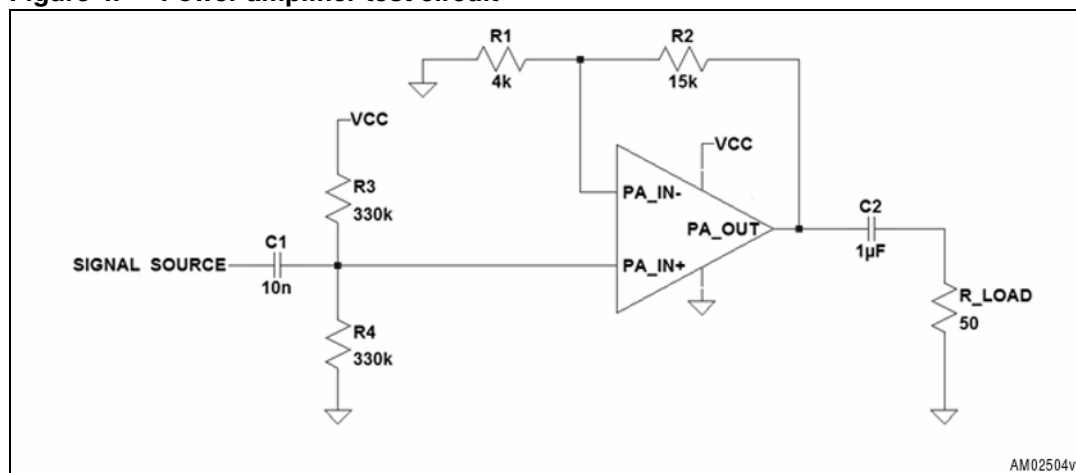 R1
4k
R2
15k
VCC
R3
330k
VCC
PA_IN-
PA_OUT
PA_IN+
C1
10n
SIGNAL SOURCE
C2
1µF
R_LOAD
50
R4
330k
AM02504v